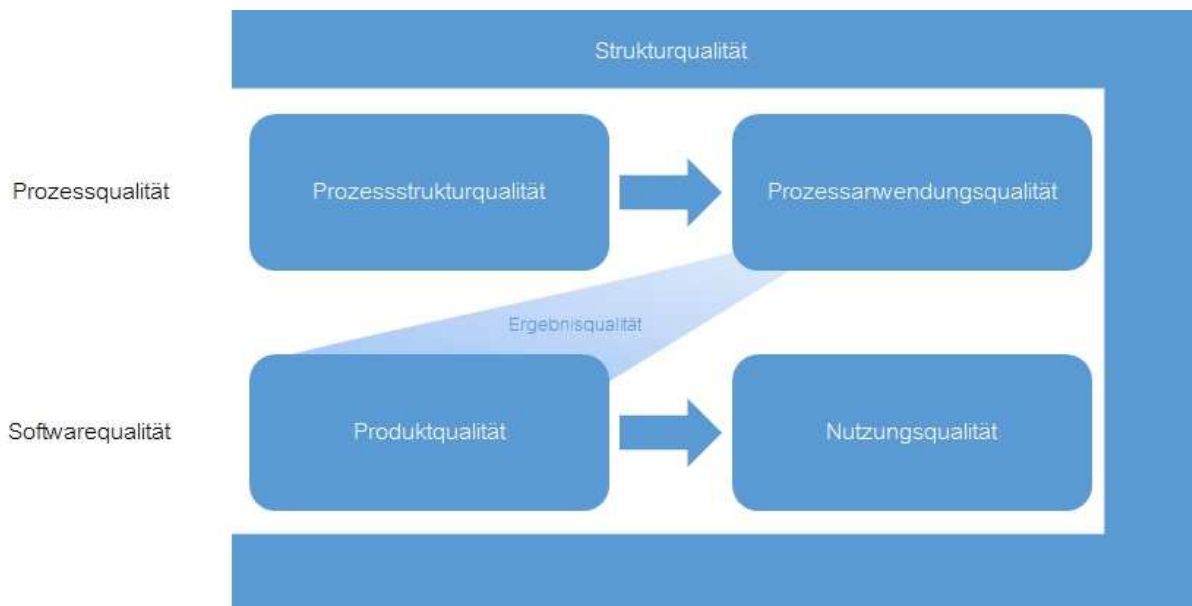 Strukturqualität
Prozessqualität
Prozessstrukturqualität
Prozessanwendungsqualität
Ergebnisqualität
Softwarequalität
Produktqualität
Nutzungsqualität